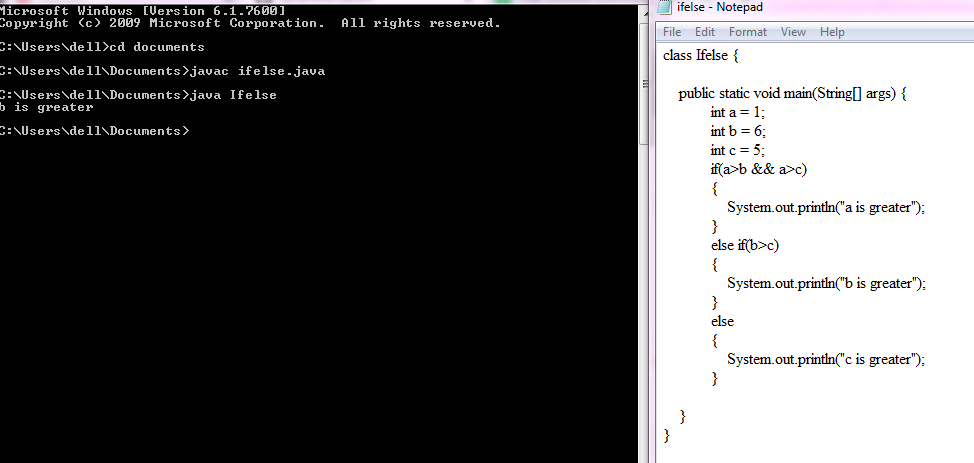 Microsoft Windows [Version 6.1.7600]
Copyright (c) 2009 Microsoft Corporation.  All rights reserved.
C:\Users\dell>cd documents
C:\Users\dell\Documents>javac ifelse.java
C:\Users\dell\Documents>java Ifelse
b is greater
C:\Users\dell\Documents>
ifelse - Notepad
File Edit Format View Help
class Ifelse {
public static void main(String[] args) {
int a = 1;
int b = 6;
int c = 5;
if(a>b && a>c)
{
System.out.println("a is greater");
}
else if(b>c)
{
System.out.println("b is greater");
}
else
{
System.out.println("c is greater");
}
}
}